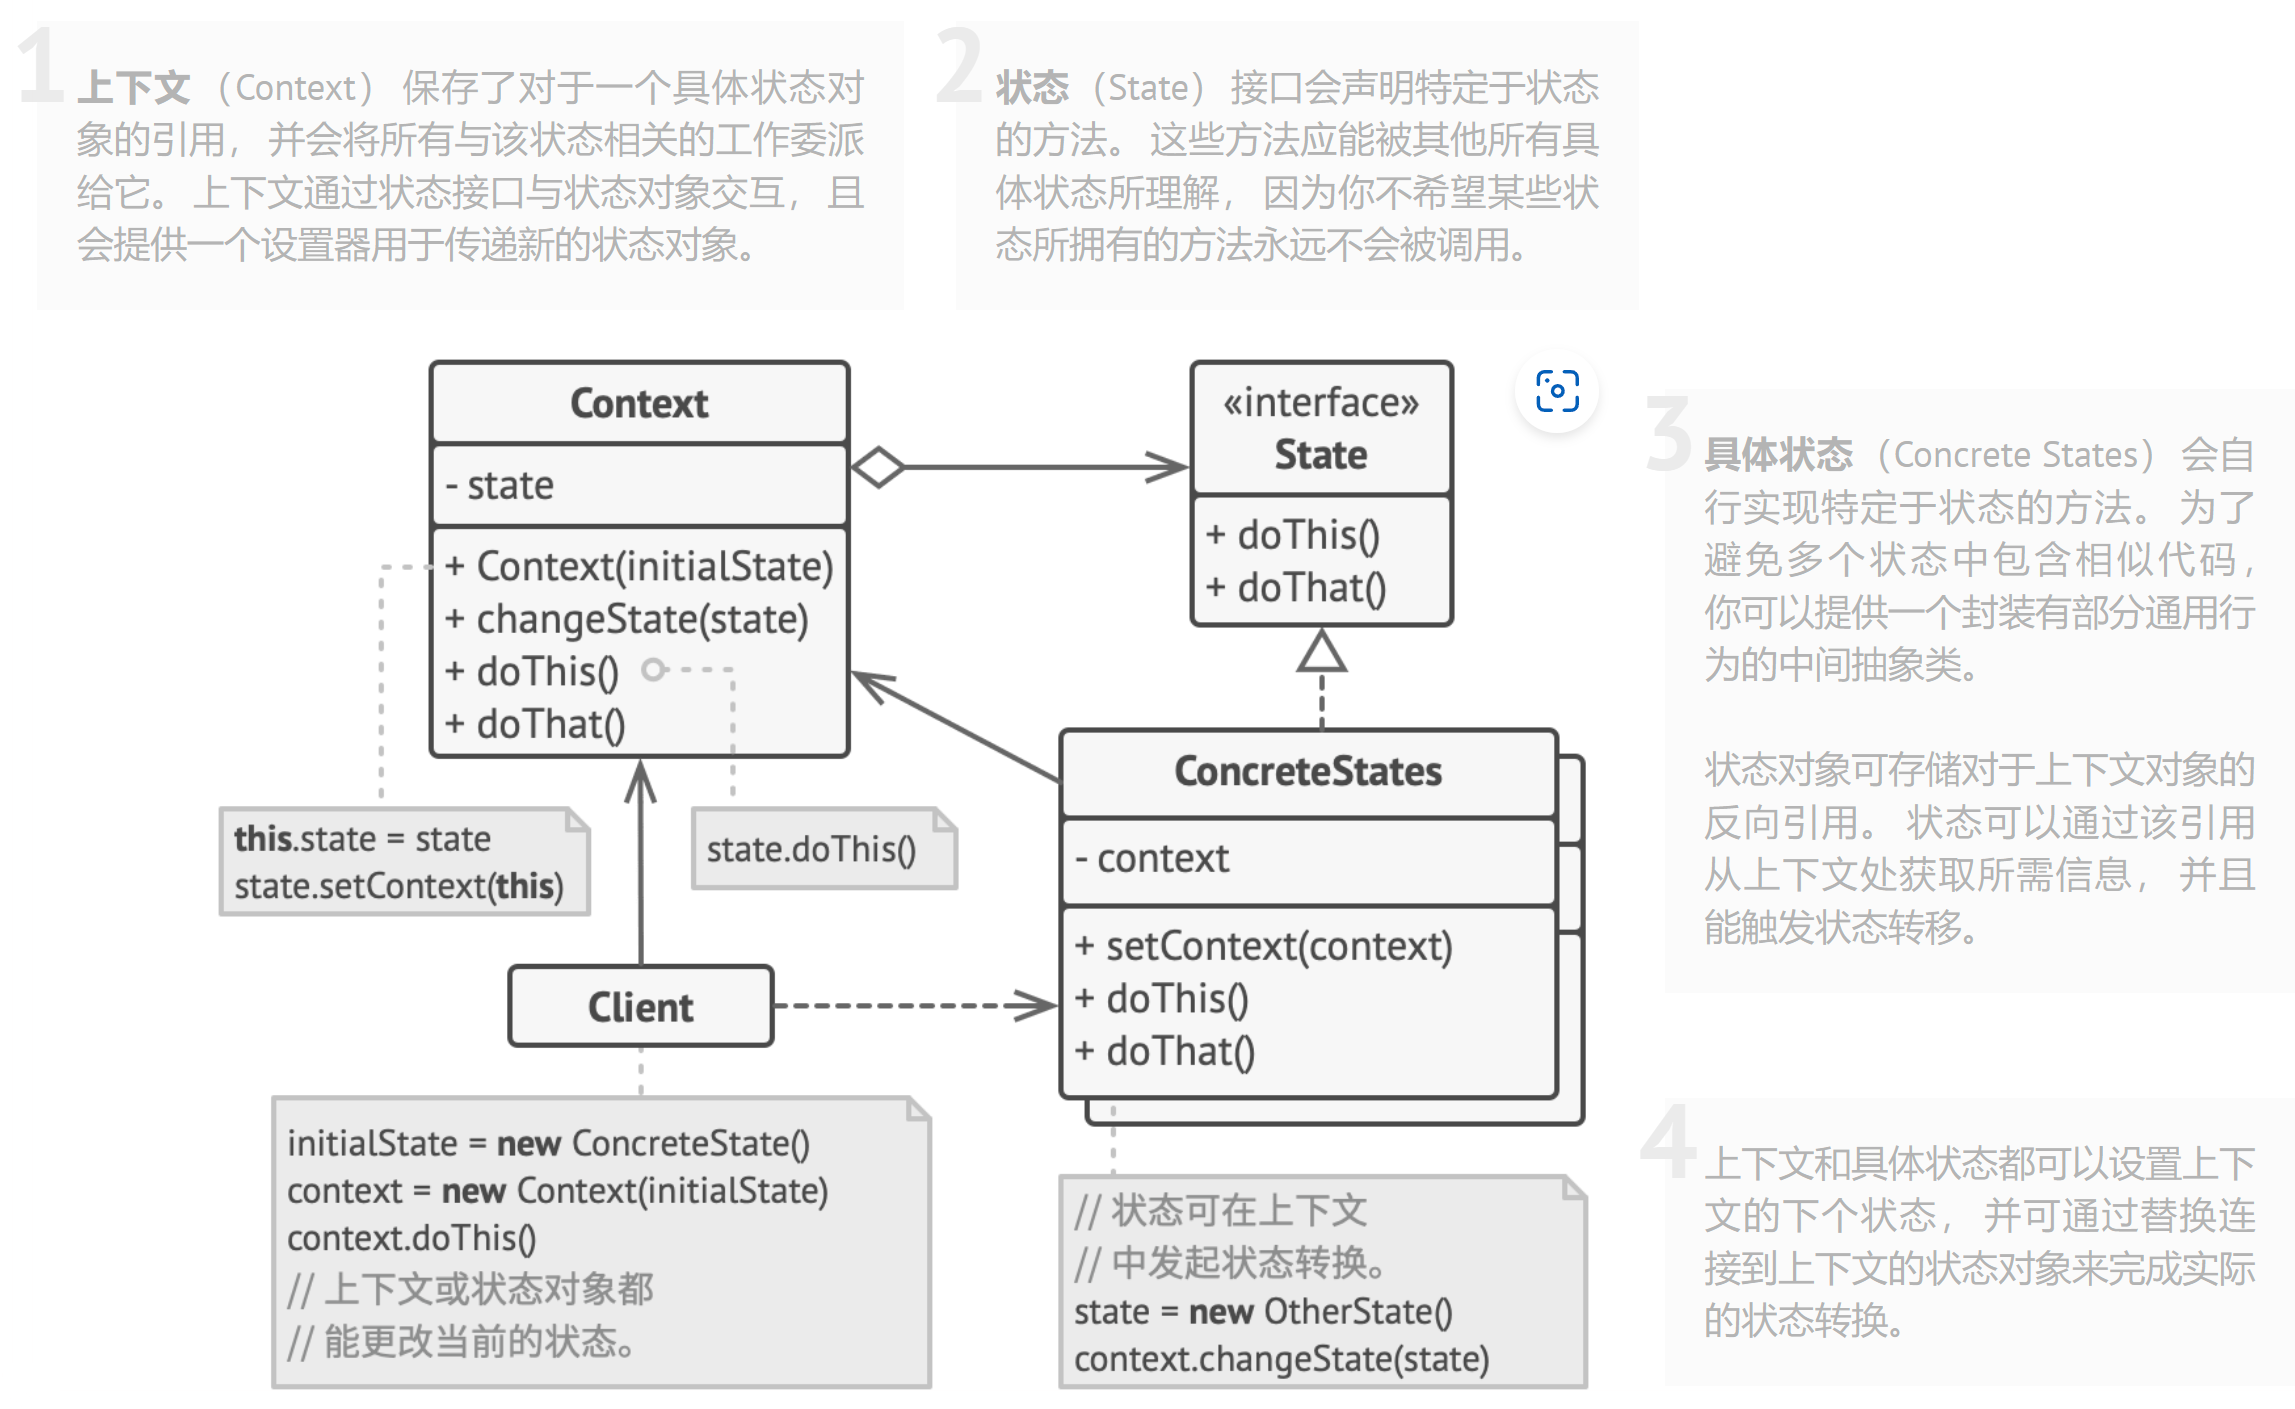 1
上下文 （Context） 保存了对于一个具体状态对
象的引用， 并会将所有与该状态相关的工作委派
给它。 上下文通过状态接口与状态对象交互， 且
会提供一个设置器用于传递新的状态对象。
2
状态 （State） 接口会声明特定于状态
的方法。 这些方法应能被其他所有具
体状态所理解， 因为你不希望某些状
态所拥有的方法永远不会被调用。
Context
- state
+ Context(initialState)
+ changeState(state)
+ doThis()
+ doThat()
«interface»
State
+ doThis()
+ doThat()
3
具体状态 （Concrete States） 会自
行实现特定于状态的方法。 为了
避免多个状态中包含相似代码，
你可以提供一个封装有部分通用行
为的中间抽象类。
状态对象可存储对于上下文对象的
反向引用。 状态可以通过该引用
从上下文处获取所需信息， 并且
能触发状态转移。
this.state = state
state.setContext(this)
state.doThis()
ConcreteStates
- context
+ setContext(context)
+ doThis()
+ doThat()
Client
initialState = new ConcreteState()
context = new Context(initialState)
context.doThis()
// 上下文或状态对象都
// 能更改当前的状态。
// 状态可在上下文
// 中发起状态转换。
state = new OtherState()
context.changeState(state)
4
上下文和具体状态都可以设置上下
文的下个状态， 并可通过替换连
接到上下文的状态对象来完成实际
的状态转换。